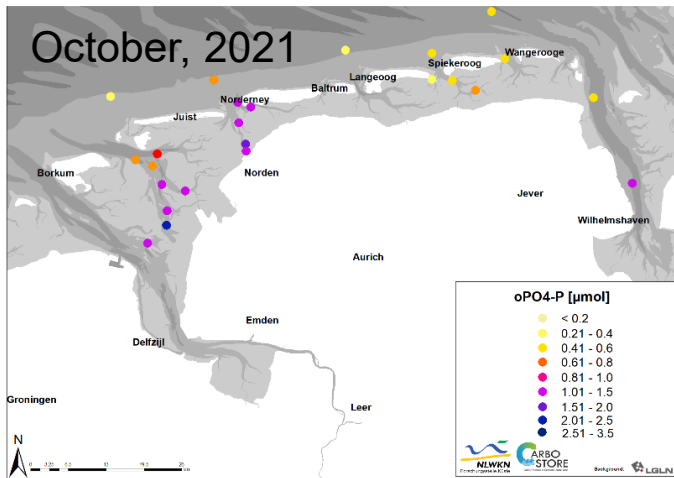 October, 2021
Wangerooge
Spiekeroog
Langeoog
Baltrum
Norderney
Juist
Borkum
Norden
Jever
Wilhelmshaven
Aurich
Emden
Delfzijl
Groningen
Leer
oPO4-P [µmol]
< 0.2
0.21 - 0.4
0.41 - 0.6
0.61 - 0.8
0.81 - 1.0
1.01 - 1.5
1.51 - 2.0
2.01 - 2.5
2.51 - 3.5
N
NLWKN
Forschungsstelle Küste
CARBO
STORE
Background:
LGLN